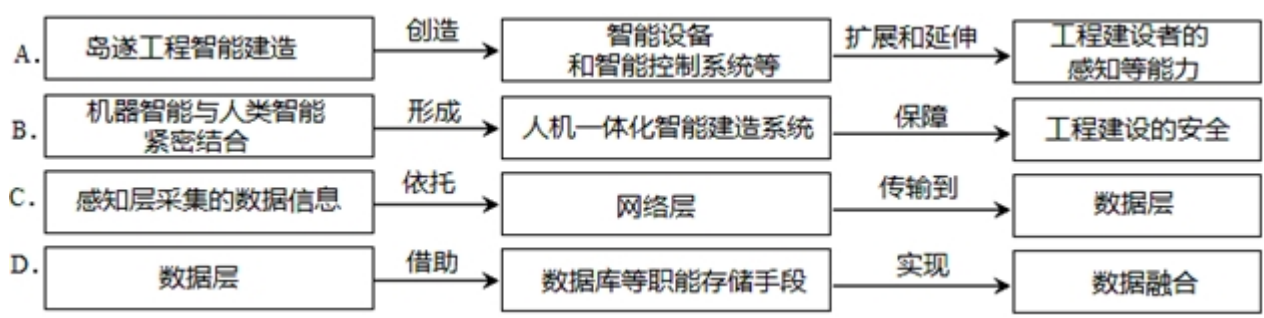 A. 岛遂工程智能建造 创造 智能设备 扩展和延伸 工程建设者的
和智能控制系统等 感知等能力
机器智能与人类智能 形成 保障
B. 紧密结合 人机一体化智能建造系统 工程建设的安全
C. 感知层采集的数据信息 依托 网络层 传输到 数据层
D. 数据层 借助 数据库等职能存储手段 实现 数据融合